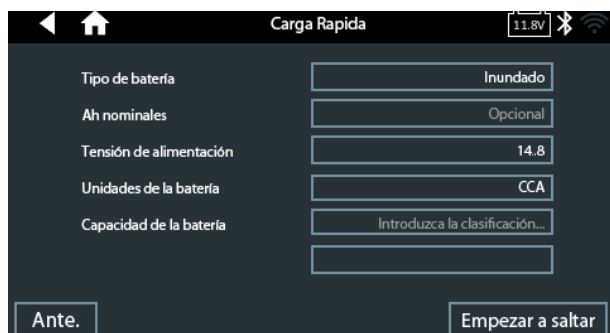 Carga Rapida
11.8V
Tipo de batería
Inundado
Ah nominales
Opcional
Tensión de alimentación
14.8
Unidades de la batería
CCA
Capacidad de la batería
Introduzca la clasificación...
Ante.
Empezar a saltar